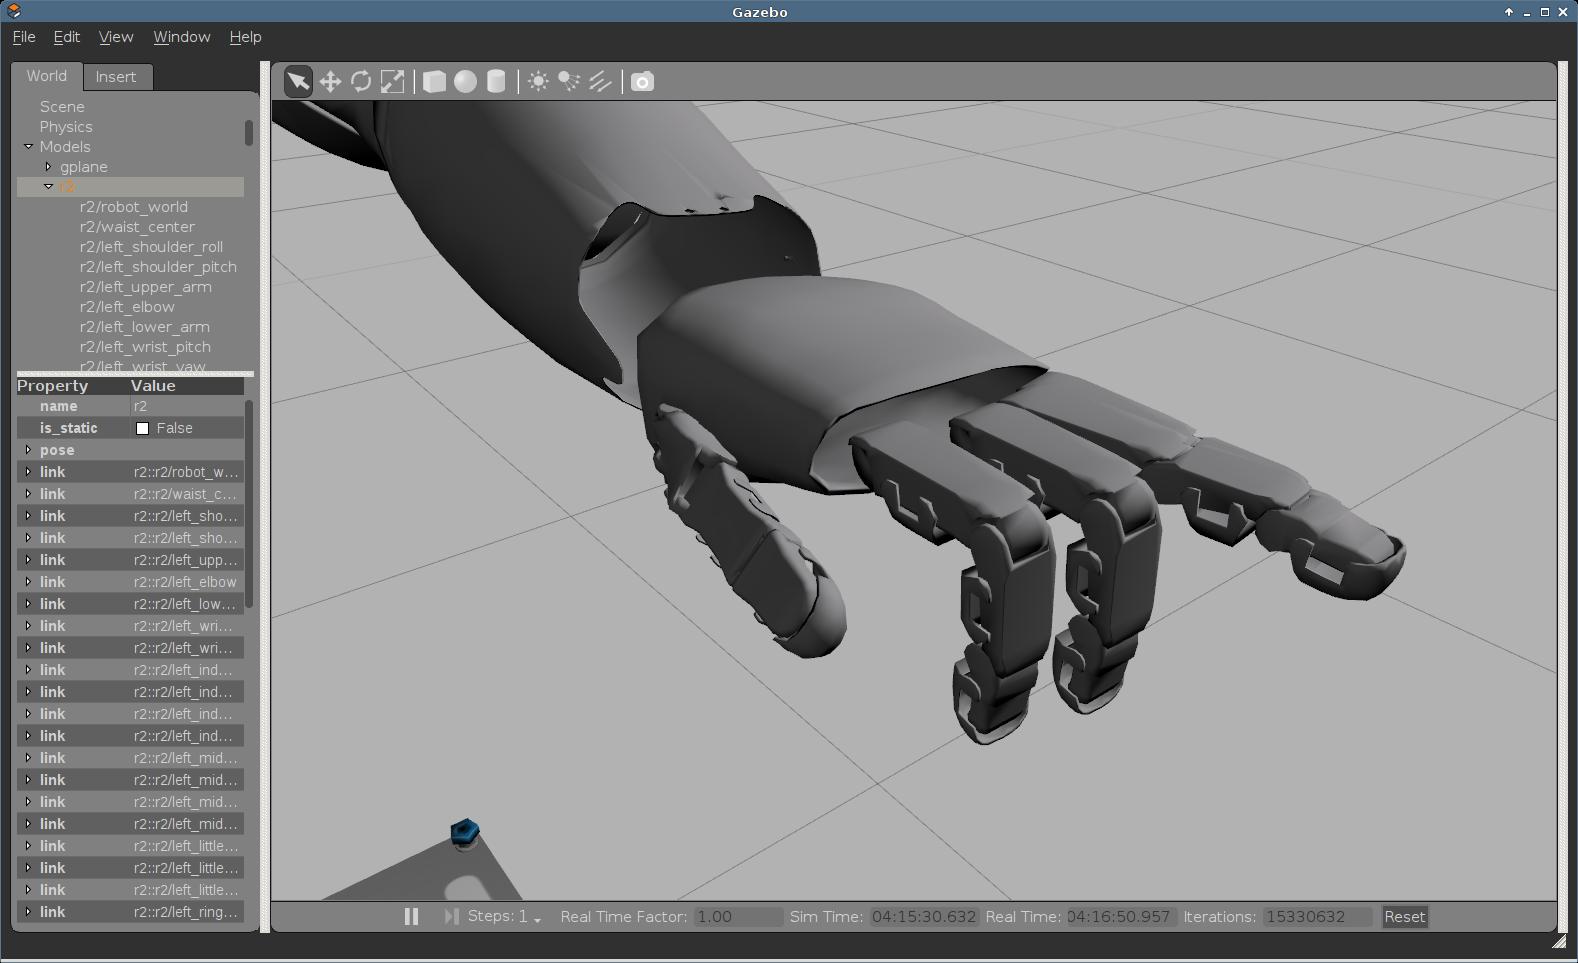 Gazebo
File Edit View Window Help
World Insert
Scene
Physics
Models
gplane
r2
r2/robot_world
r2/waist_center
r2/left_shoulder_roll
r2/left_shoulder_pitch
r2/left_upper_arm
r2/left_elbow
r2/left_lower_arm
r2/left_wrist_pitch
r2/left_wrist_yaw
Property Value
name r2
is_static False
pose
link r2::r2/robot_w...
link r2::r2/waist_c...
link r2::r2/left_sho...
link r2::r2/left_sho...
link r2::r2/left_upp...
link r2::r2/left_elbow
link r2::r2/left_low...
link r2::r2/left_wri...
link r2::r2/left_wri...
link r2::r2/left_ind...
link r2::r2/left_ind...
link r2::r2/left_ind...
link r2::r2/left_ind...
link r2::r2/left_mid...
link r2::r2/left_mid...
link r2::r2/left_mid...
link r2::r2/left_mid...
link r2::r2/left_little...
link r2::r2/left_little...
link r2::r2/left_little...
link r2::r2/left_ring...
Steps: 1 Real Time Factor: 1.00 Sim Time: 04:15:30.632 Real Time: 04:16:50.957 Iterations: 15330632 Reset